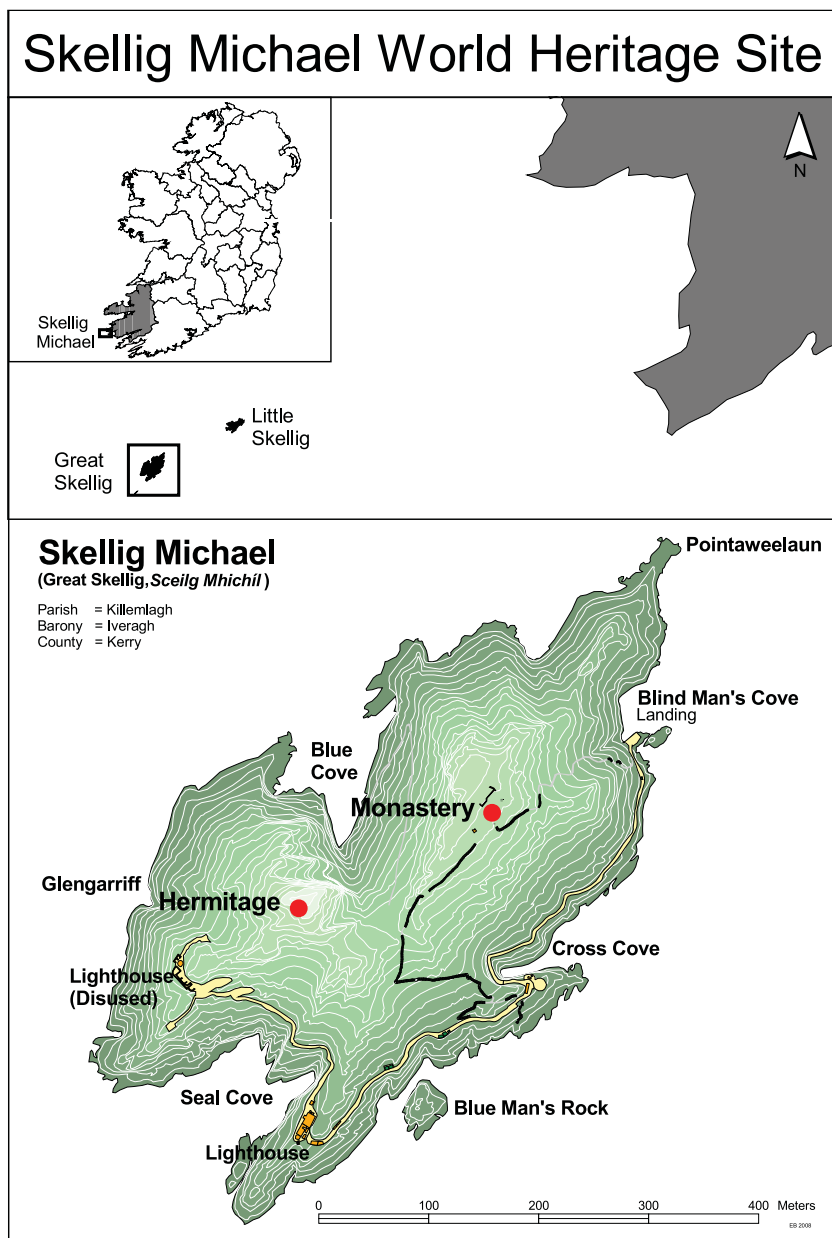 Skellig Michael World Heritage Site
N
Skellig
Michael
Little
Skellig
Great
Skellig
Skellig Michael
(Great Skellig, Sceilg Mhichíl )
Parish = Killemlagh
Barony = Iveragh
County = Kerry
Pointaweelaun
Blind Man's Cove
Landing
Blue
Cove
Monastery
Glengarriff
Hermitage
Cross Cove
Lighthouse
(Disused)
Seal Cove
Blue Man's Rock
Lighthouse
0 100 200 300 400 Meters
EB 2008